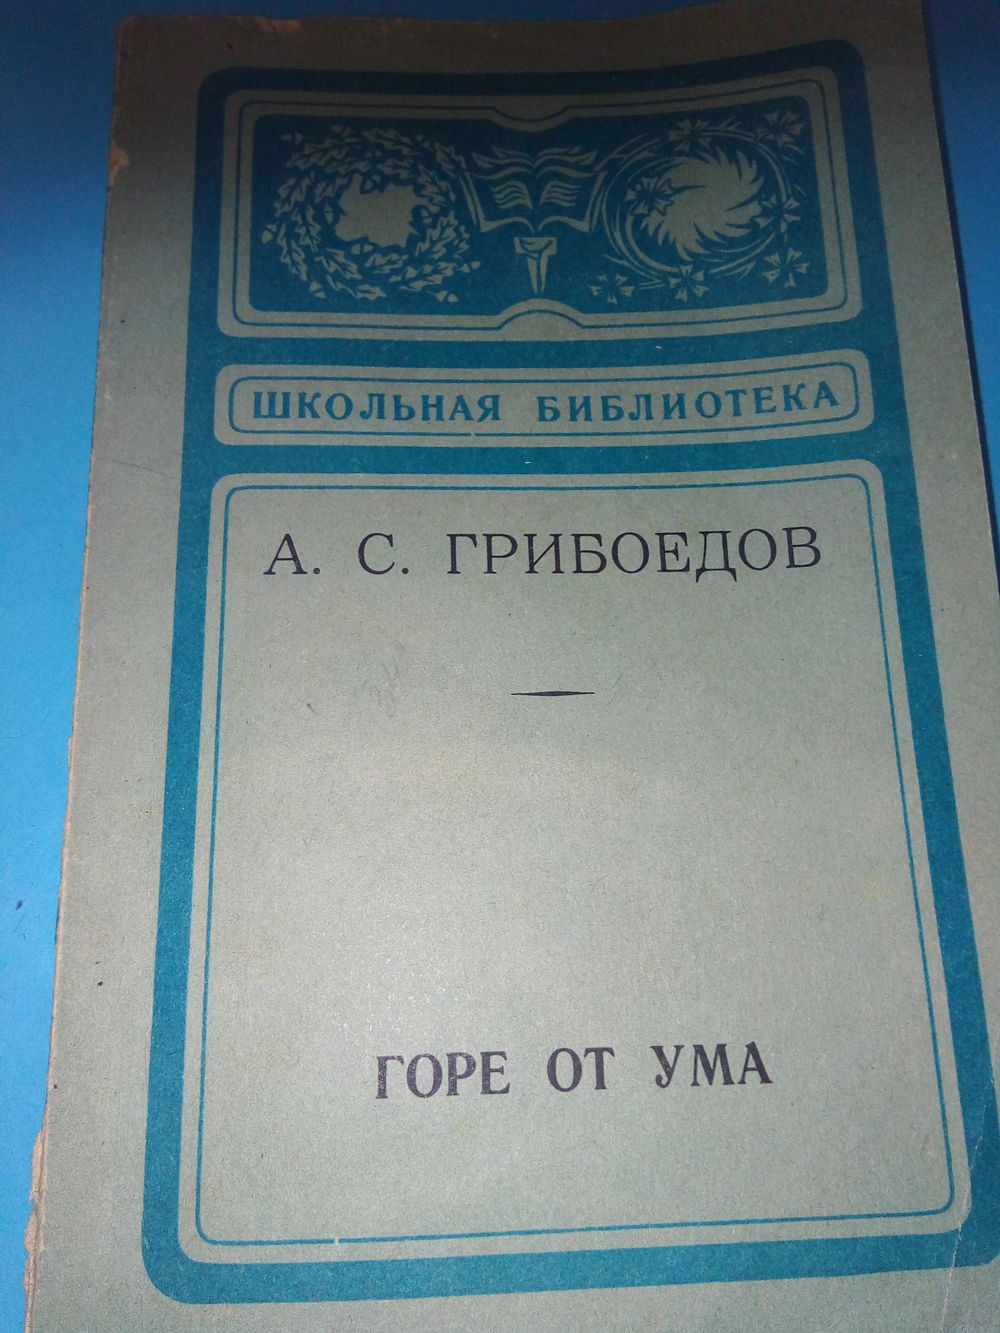 ШКОЛЬНАЯ БИБЛИОТЕКА
А. С. ГРИБОЕДОВ
ГОРЕ ОТ УМА